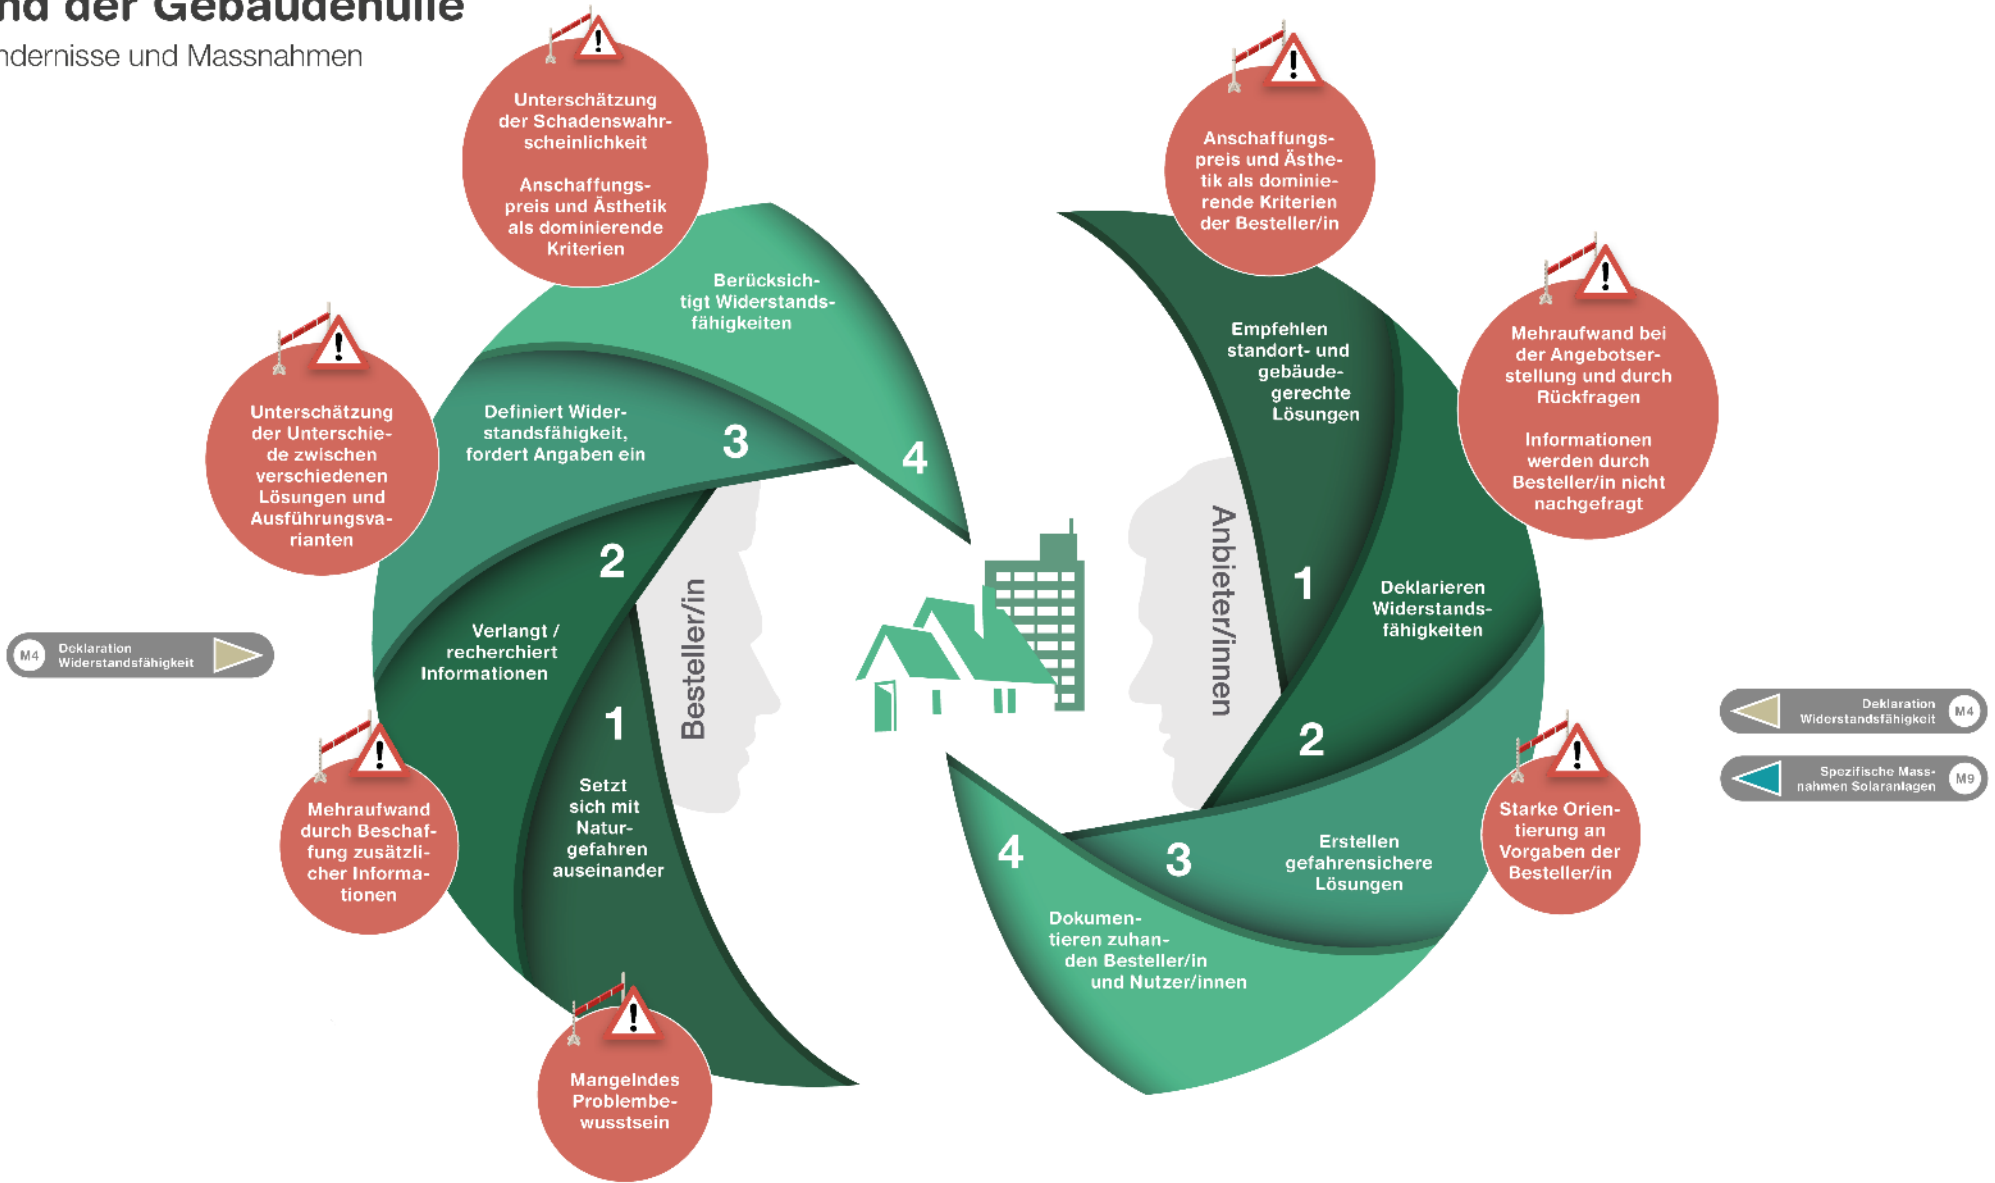 nd der Gebäudehülle
ndernisse und Massnahmen
Unterschätzung
der Schadenswahr-
scheinlichkeit
Anschaffungs-
preis und Ästhetik
als dominierende
Kriterien
Berücksich-
tigt Widerstands-
fähigkeiten
4
Unterschätzung
der Unterschie-
de zwischen
verschiedenen
Lösungen und
Ausführungsva-
rianten
Definiert Wider-
standsfähigkeit,
fordert Angaben ein
3
M4
Deklaration
Widerstandsfähigkeit
2
Verlangt /
recherchiert
Informationen
Mehraufwand
durch Beschaf-
fung zusätzli-
cher Informa-
tionen
1
Setzt
sich mit
Natur-
gefahren
auseinander
Mangelndes
Problembe-
wusstsein
Besteller/in
Anbieter/innen
Anschaffungs-
preis und Ästhe-
tik als dominie-
rende Kriterien
der Besteller/in
Empfehlen
standort- und
gebäude-
gerechte
Lösungen
1
Mehraufwand bei
der Angebotser-
stellung und durch
Rückfragen
Informationen
werden durch
Besteller/in nicht
nachgefragt
Deklarieren
Widerstands-
fähigkeiten
2
Deklaration
Widerstandsfähigkeit
M4
Spezifische Mass-
nahmen Solaranlagen
M9
Starke Orien-
tierung an
Vorgaben der
Besteller/in
Erstellen
gefahrensichere
Lösungen
3
4
Dokumen-
tieren zuhan-
den Besteller/in
und Nutzer/innen